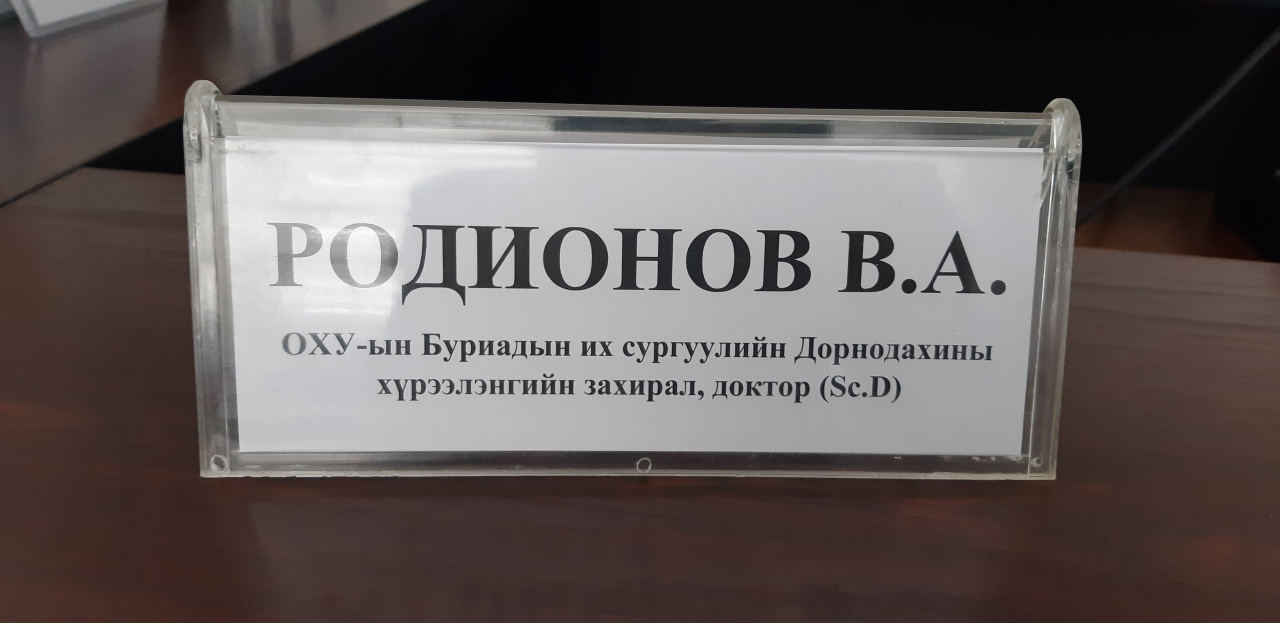 РОДИОНОВ В.А.
ОХУ-ын Буриадын их сургуулийн Дорнодахины
хүрээлэнгийн захирал, доктор (Sc.D)